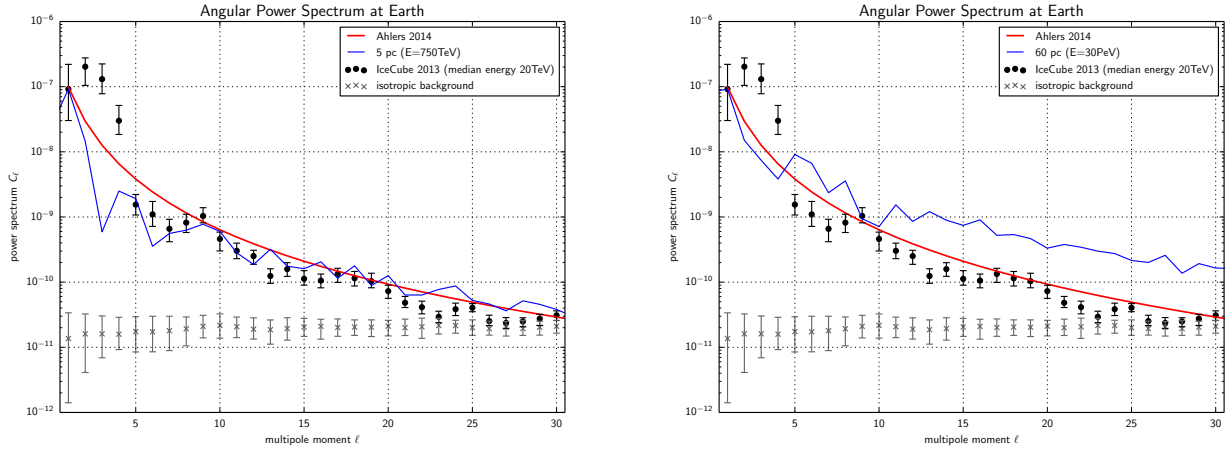 Angular Power Spectrum at Earth
Ahlers 2014
5 pc (E=750TeV)
IceCube 2013 (median energy 20TeV)
isotropic background
10⁻⁶
10⁻⁷
10⁻⁸
10⁻⁹
10⁻¹⁰
10⁻¹¹
10⁻¹²
power spectrum Cℓ
5 10 15 20 25 30
multipole moment ℓ
Angular Power Spectrum at Earth
Ahlers 2014
60 pc (E=30PeV)
IceCube 2013 (median energy 20TeV)
isotropic background
10⁻⁶
10⁻⁷
10⁻⁸
10⁻⁹
10⁻¹⁰
10⁻¹¹
10⁻¹²
power spectrum Cℓ
5 10 15 20 25 30
multipole moment ℓ